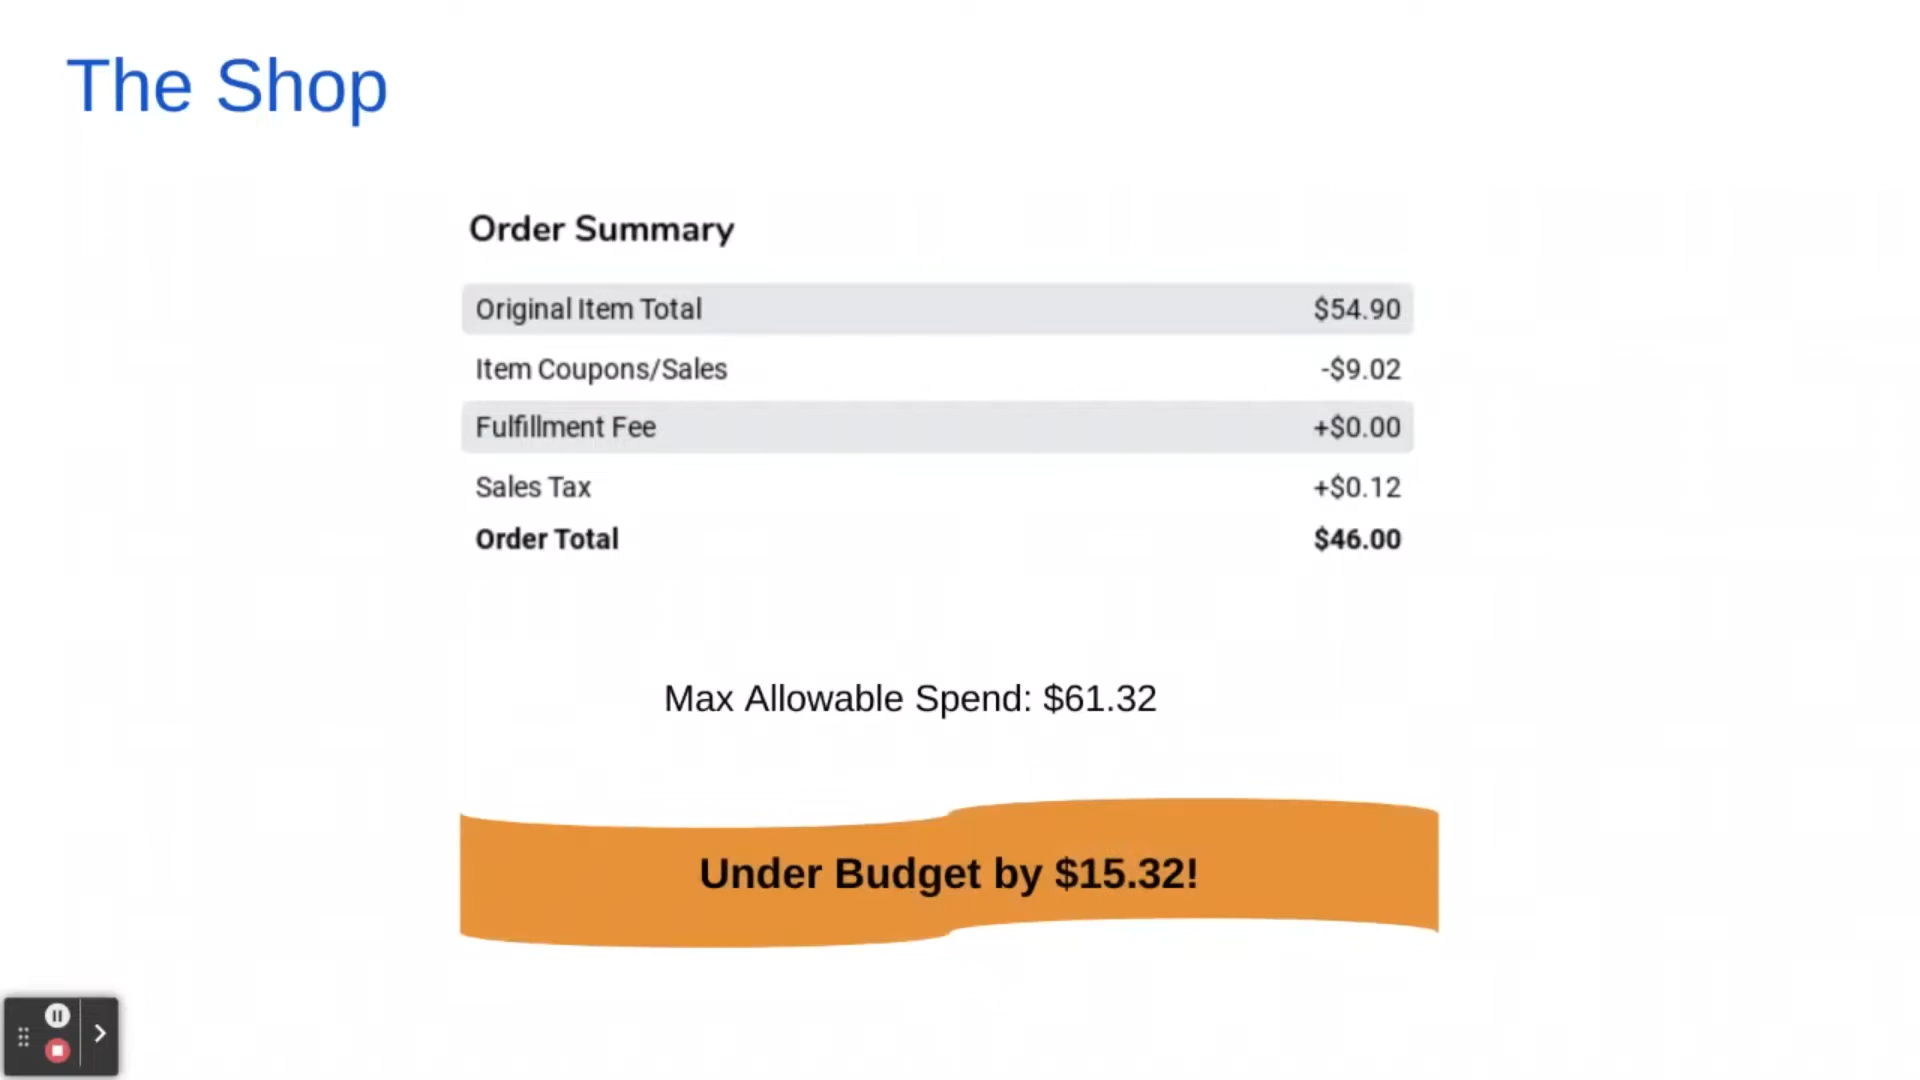 The Shop
Order Summary
Original Item Total $54.90
Item Coupons/Sales -$9.02
Fulfillment Fee +$0.00
Sales Tax +$0.12
Order Total $46.00
Max Allowable Spend: $61.32
Under Budget by $15.32!